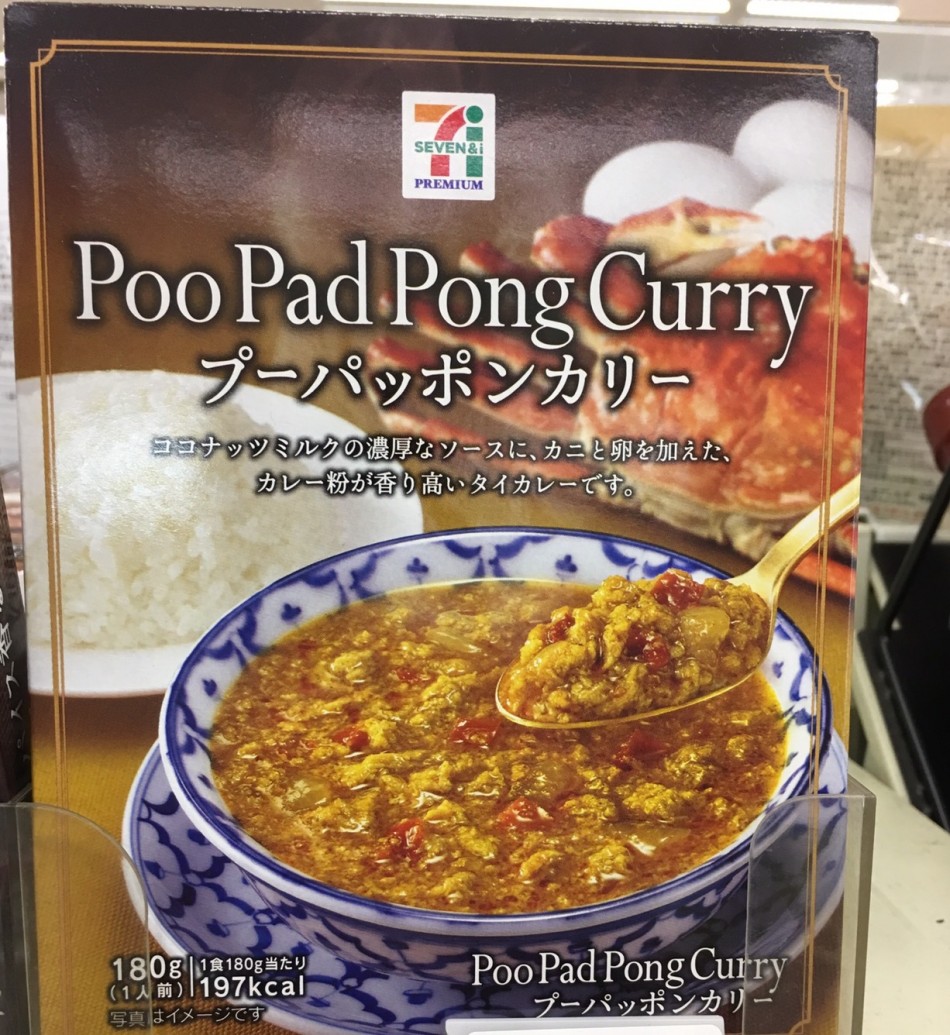 SEVEN&i
PREMIUM
Poo Pad Pong Curry
プーパッポンカリー
ココナッツミルクの濃厚なソースに、カニと卵を加えた、
カレー粉が香り高いタイカレーです。
180g
(1人前)
1食180g当たり
197kcal
写真はイメージです
Poo Pad Pong Curry
プーパッポンカリー